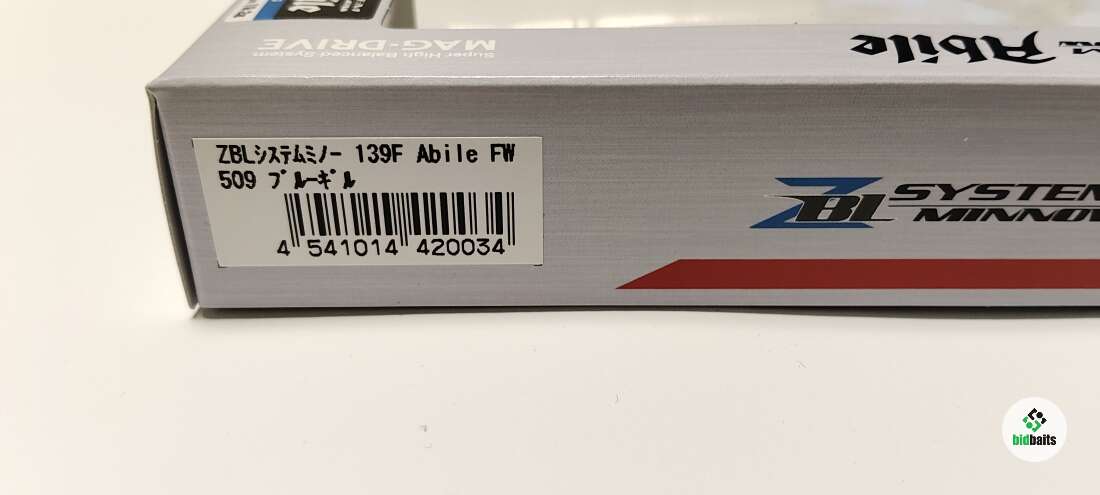 Super High Balanced System
MAG-DRIVE
Abile
ZBLシステムミノー 139F Abile FW
509 ブルーギル
4 541014 420034
ZBL SYSTEM
MINNOW
bidbaits